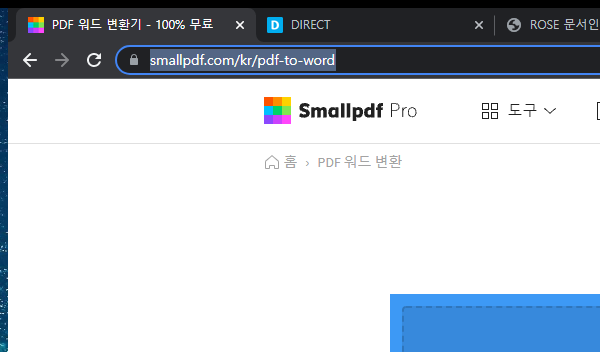 PDF 워드 변환기 - 100% 무료
DIRECT
ROSE 문서인
smallpdf.com/kr/pdf-to-word
Smallpdf Pro
도구
홈 › PDF 워드 변환